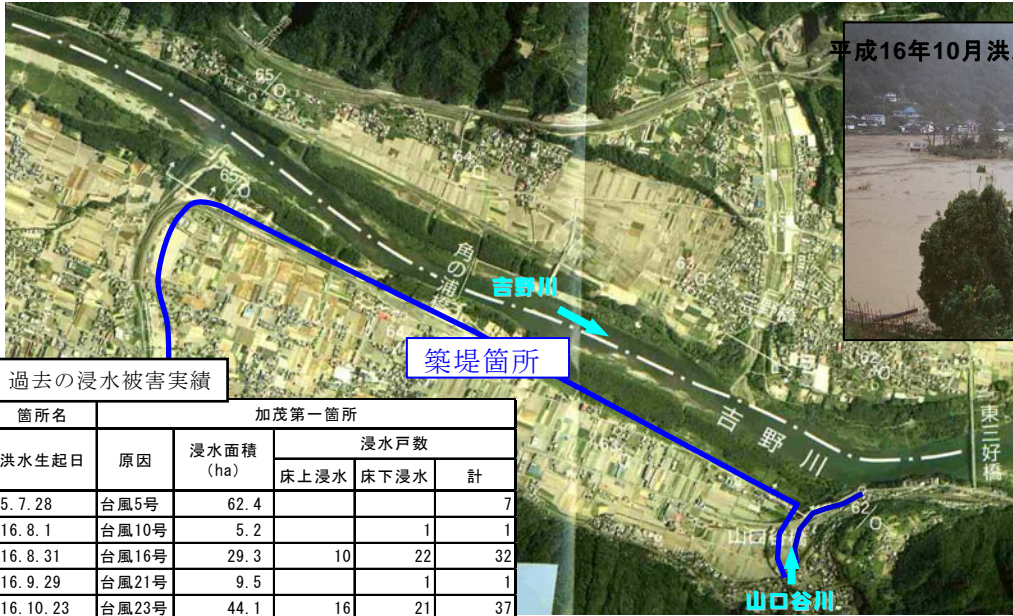 平成16年10月洪
65/0
角の浦
吉野川
築堤箇所
吉野川
東三好橋
62/0
山口谷川
過去の浸水被害実績
箇所名 加茂第一箇所
洪水生起日 原因 浸水面積(ha) 浸水戸数
床上浸水 床下浸水 計
5.7.28 台風5号 62.4 7
16.8.1 台風10号 5.2 1 1
16.8.31 台風16号 29.3 10 22 32
16.9.29 台風21号 9.5 1 1
16.10.23 台風23号 44.1 16 21 37